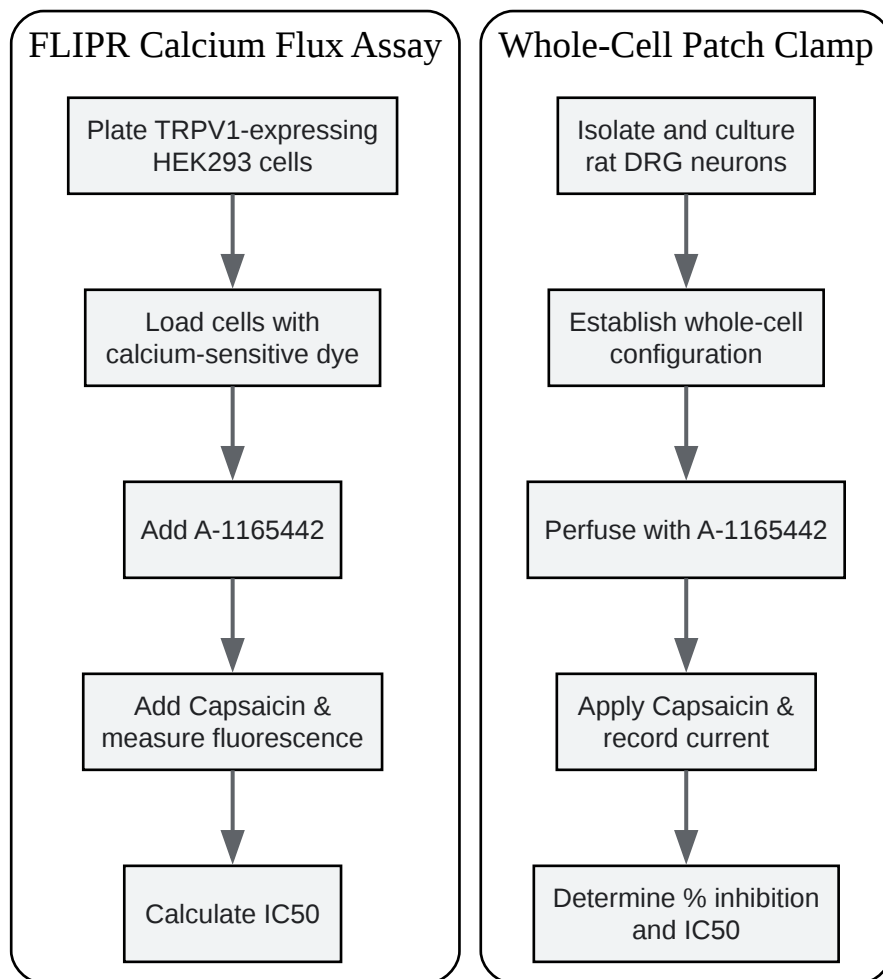 FLIPR Calcium Flux Assay
Plate TRPV1-expressing
HEK293 cells
Load cells with
calcium-sensitive dye
Add A-1165442
Add Capsaicin &
measure fluorescence
Calculate IC50
Whole-Cell Patch Clamp
Isolate and culture
rat DRG neurons
Establish whole-cell
configuration
Perfuse with A-1165442
Apply Capsaicin &
record current
Determine % inhibition
and IC50